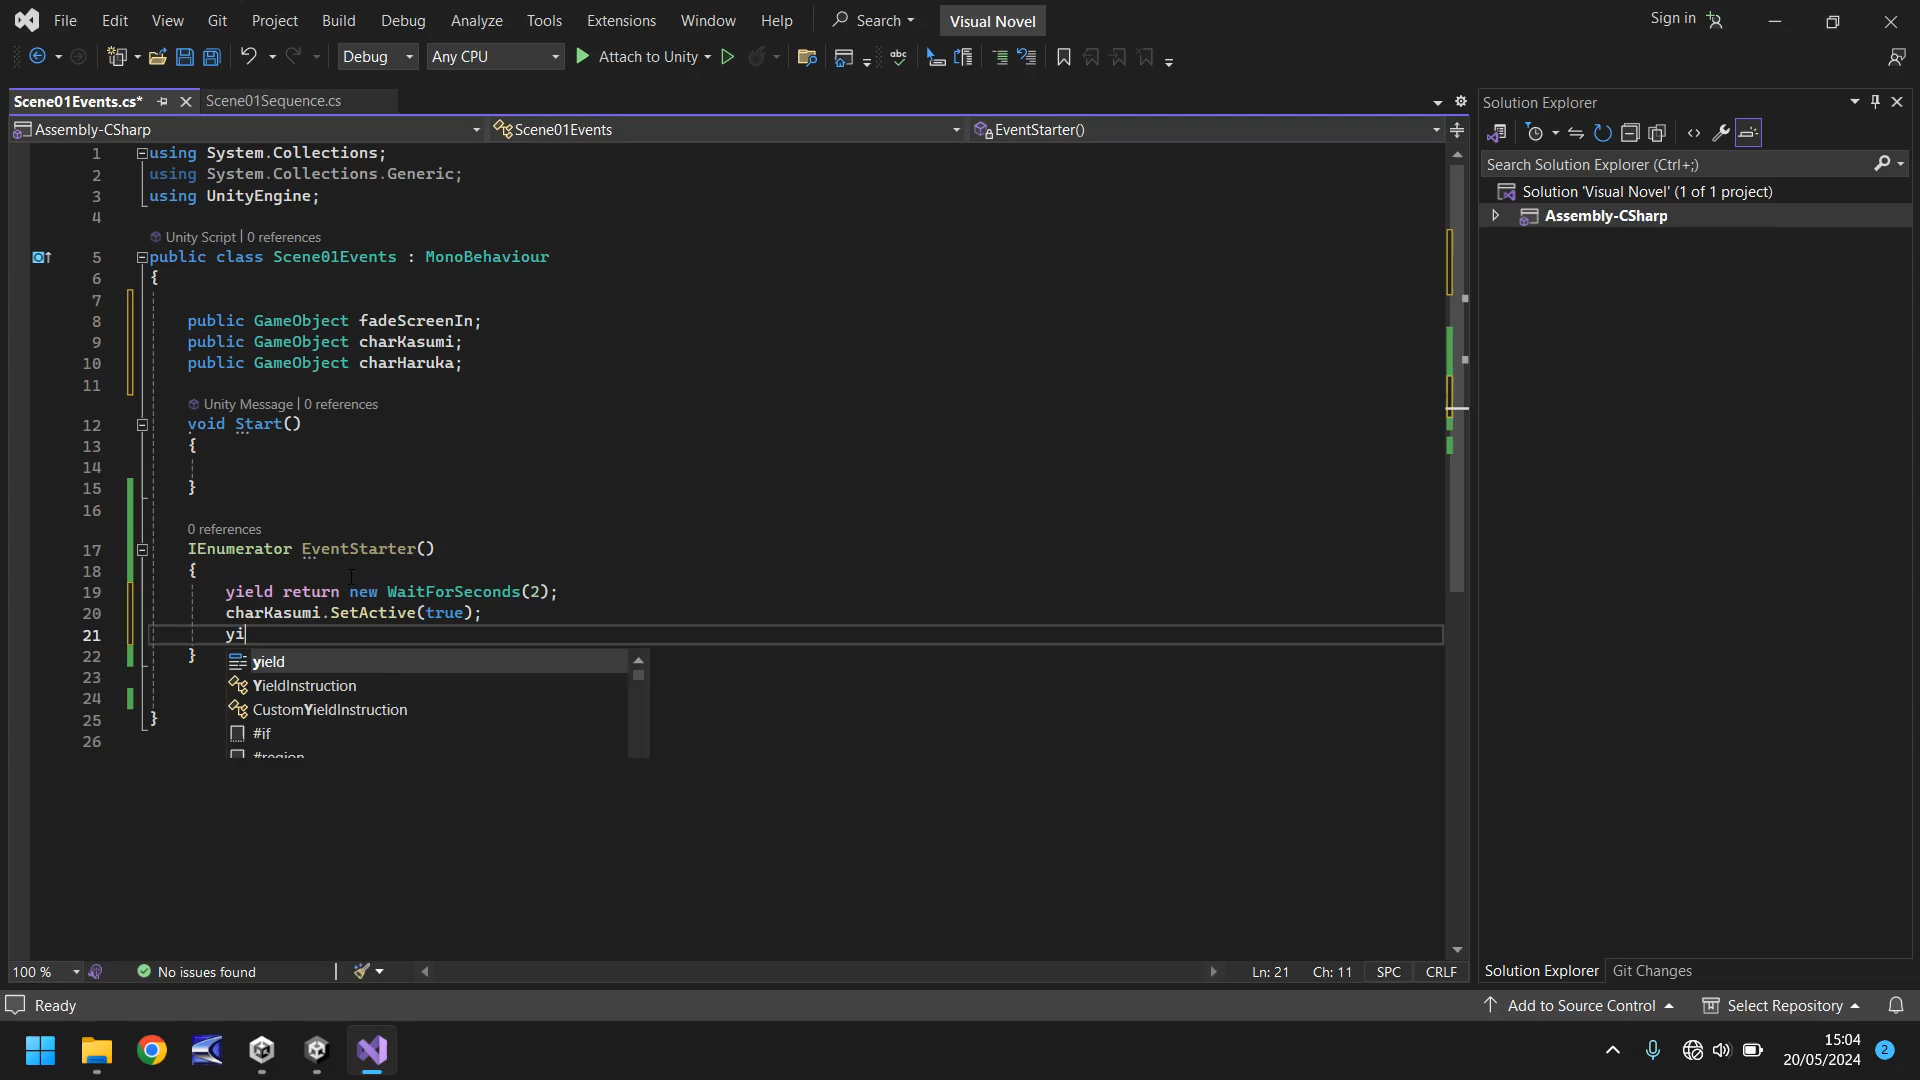 File Edit View Git Project Build Debug Analyze Tools Extensions Window Help Search Visual Novel Sign in
Debug Any CPU Attach to Unity
Scene01Events.cs* Scene01Sequence.cs
Assembly-CSharp Scene01Events EventStarter()
1 using System.Collections;
2 using System.Collections.Generic;
3 using UnityEngine;
4
Unity Script | 0 references
5 public class Scene01Events : MonoBehaviour
6 {
7
8 public GameObject fadeScreenIn;
9 public GameObject charKasumi;
10 public GameObject charHaruka;
11
Unity Message | 0 references
12 void Start()
13 {
14
15 }
16
0 references
17 IEnumerator EventStarter()
18 {
19 yield return new WaitForSeconds(2);
20 charKasumi.SetActive(true);
21 yi
22 }
23
24
25 }
26
yield
YieldInstruction
CustomYieldInstruction
#if
#region
100 % No issues found Ln: 21 Ch: 11 SPC CRLF
Solution Explorer
Search Solution Explorer (Ctrl+;)
Solution 'Visual Novel' (1 of 1 project)
Assembly-CSharp
Solution Explorer Git Changes
Ready Add to Source Control Select Repository
15:04
20/05/2024
2